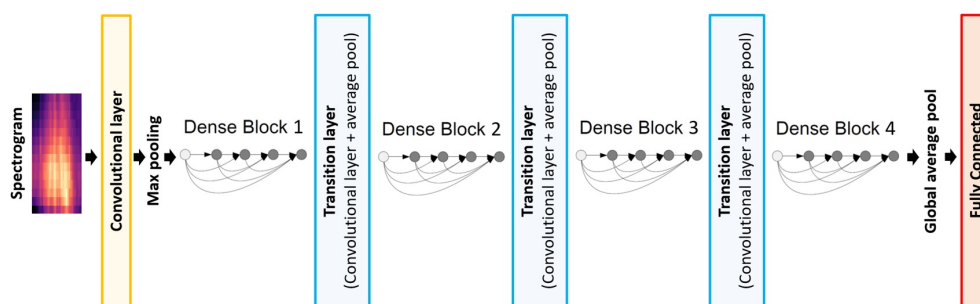 Spectrogram
Convolutional layer
Max pooling
Dense Block 1
Transition layer
(Convolutional layer + average pool)
Dense Block 2
Transition layer
(Convolutional layer + average pool)
Dense Block 3
Transition layer
(Convolutional layer + average pool)
Dense Block 4
Global average pool
Fully Connected